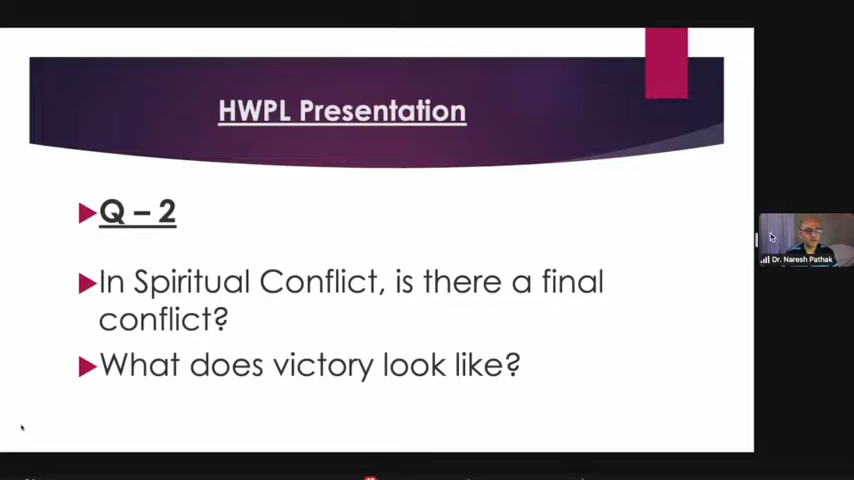 HWPL Presentation
Q – 2
In Spiritual Conflict, is there a final
conflict?
What does victory look like?
Dr. Naresh Pathak